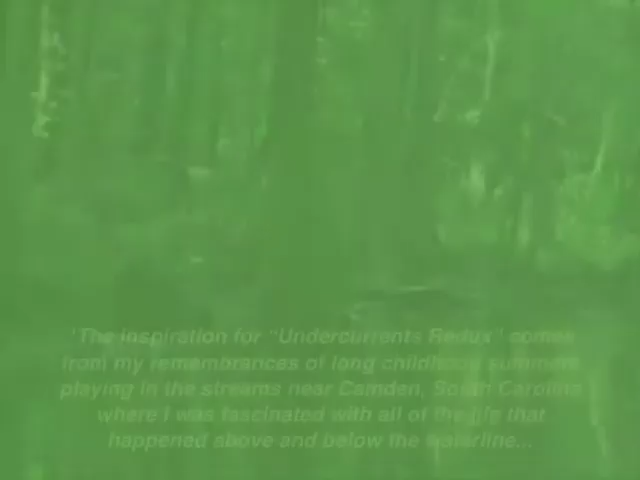 'The inspiration for "Undercurrents Redux" comes
from my remembrances of long childhood summers
playing in the streams near Camden, South Carolina
where I was fascinated with all of the life that
happened above and below the waterline...